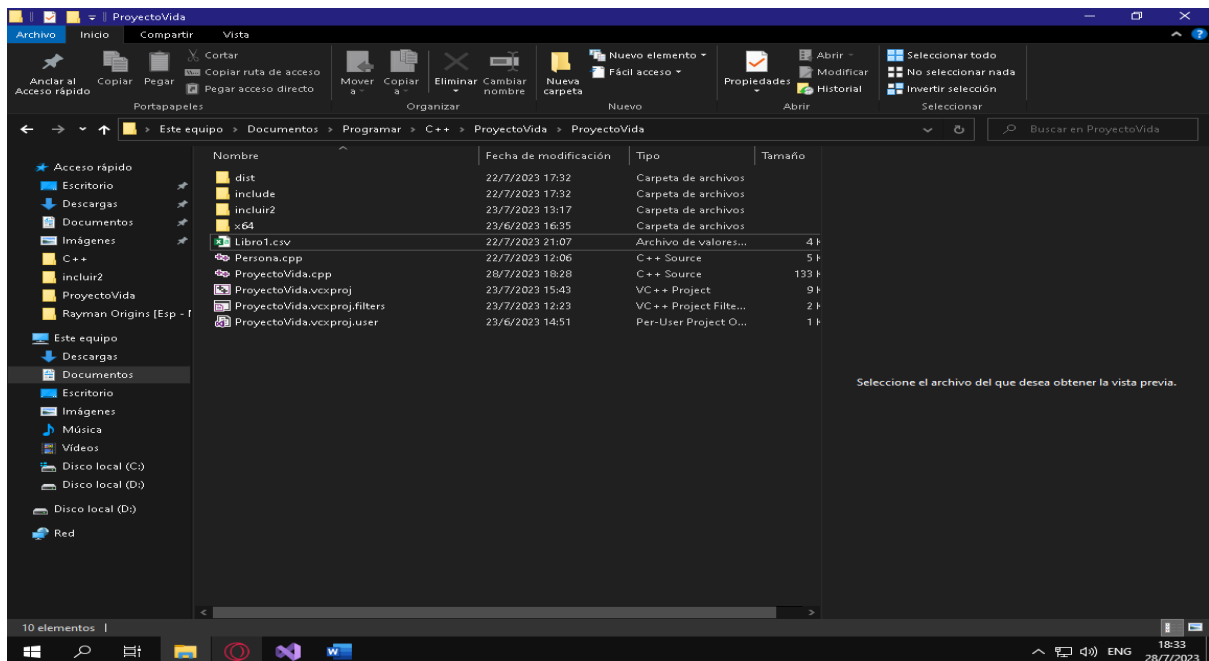 ProyectoVida
Archivo Inicio Compartir Vista
Anclar al Acceso rápido
Copiar
Pegar
Cortar
Copiar ruta de acceso
Pegar acceso directo
Portapapeles
Mover a
Copiar a
Eliminar
Cambiar nombre
Organizar
Nueva carpeta
Nuevo elemento
Fácil acceso
Nuevo
Propiedades
Abrir
Modificar
Historial
Abrir
Seleccionar todo
No seleccionar nada
Invertir selección
Seleccionar
Este equipo > Documentos > Programar > C++ > ProyectoVida > ProyectoVida
Buscar en ProyectoVida
Acceso rápido
Escritorio
Descargas
Documentos
Imágenes
C++
incluir2
ProyectoVida
Rayman Origins [Esp -
Este equipo
Descargas
Documentos
Escritorio
Imágenes
Música
Vídeos
Disco local (C:)
Disco local (D:)
Disco local (D:)
Red
Nombre Fecha de modificación Tipo Tamaño
dist 22/7/2023 17:32 Carpeta de archivos
include 22/7/2023 17:32 Carpeta de archivos
incluir2 23/7/2023 13:17 Carpeta de archivos
x64 23/6/2023 16:35 Carpeta de archivos
Libro1.csv 22/7/2023 21:07 Archivo de valores... 4
Persona.cpp 22/7/2023 12:06 C++ Source 5
ProyectoVida.cpp 28/7/2023 18:28 C++ Source 133
ProyectoVida.vcxproj 23/7/2023 15:43 VC++ Project 9
ProyectoVida.vcxproj.filters 23/7/2023 12:23 VC++ Project Filte... 2
ProyectoVida.vcxproj.user 23/6/2023 14:51 Per-User Project O... 1
Seleccione el archivo del que desea obtener la vista previa.
10 elementos
ENG
18:33
28/7/2023